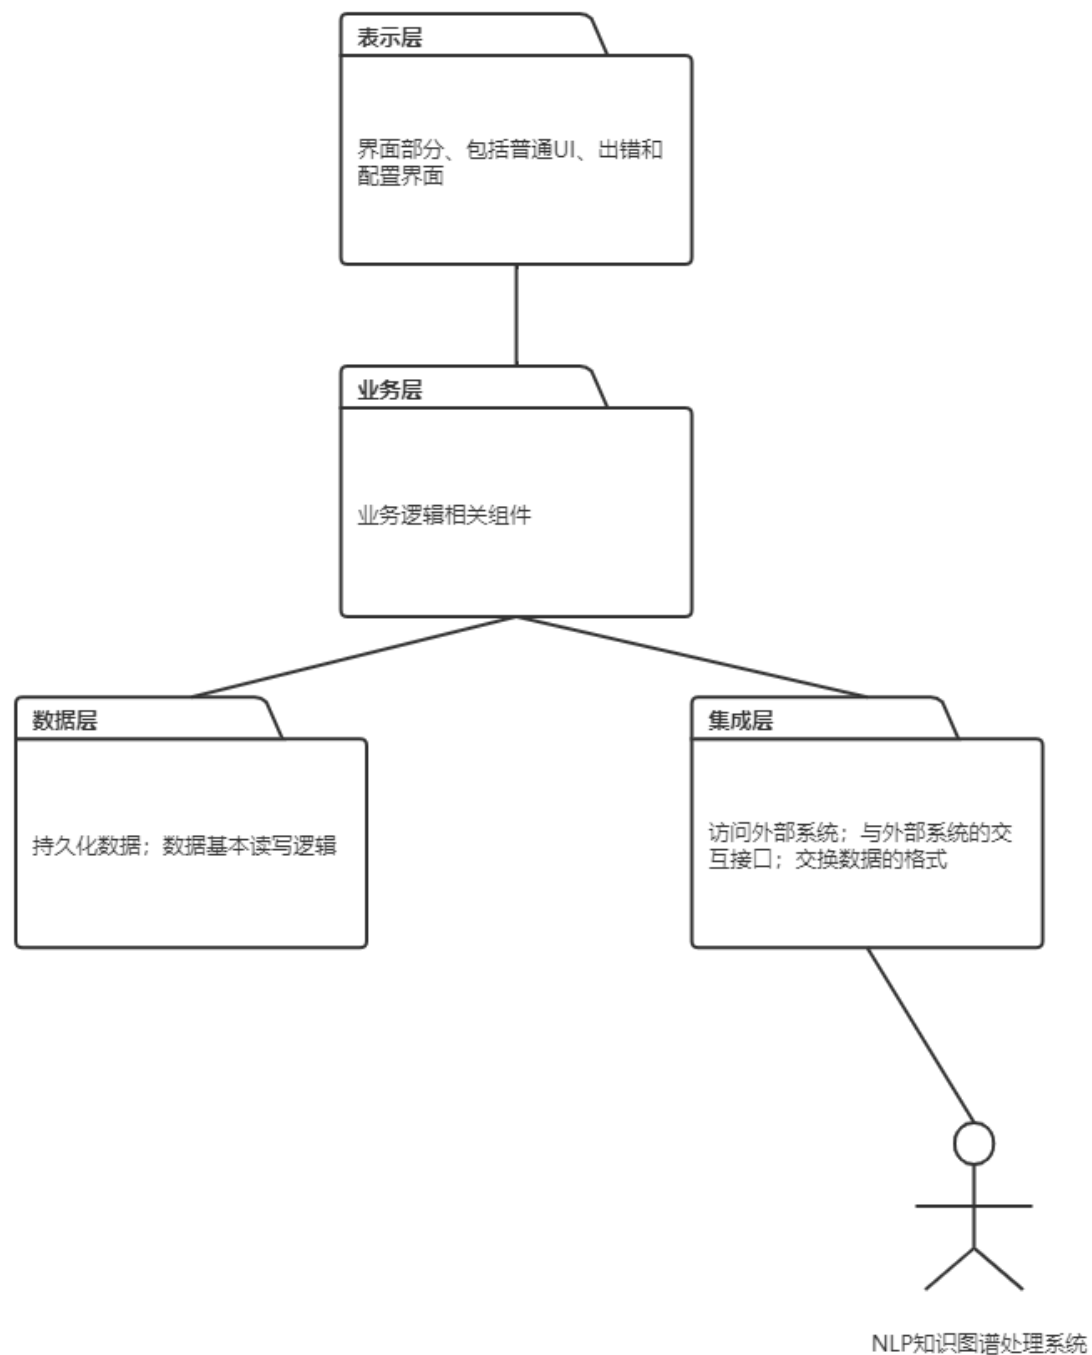 表示层
界面部分、包括普通UI、出错和
配置界面
业务层
业务逻辑相关组件
数据层
持久化数据；数据基本读写逻辑
集成层
访问外部系统；与外部系统的交
互接口；交换数据的格式
NLP知识图谱处理系统